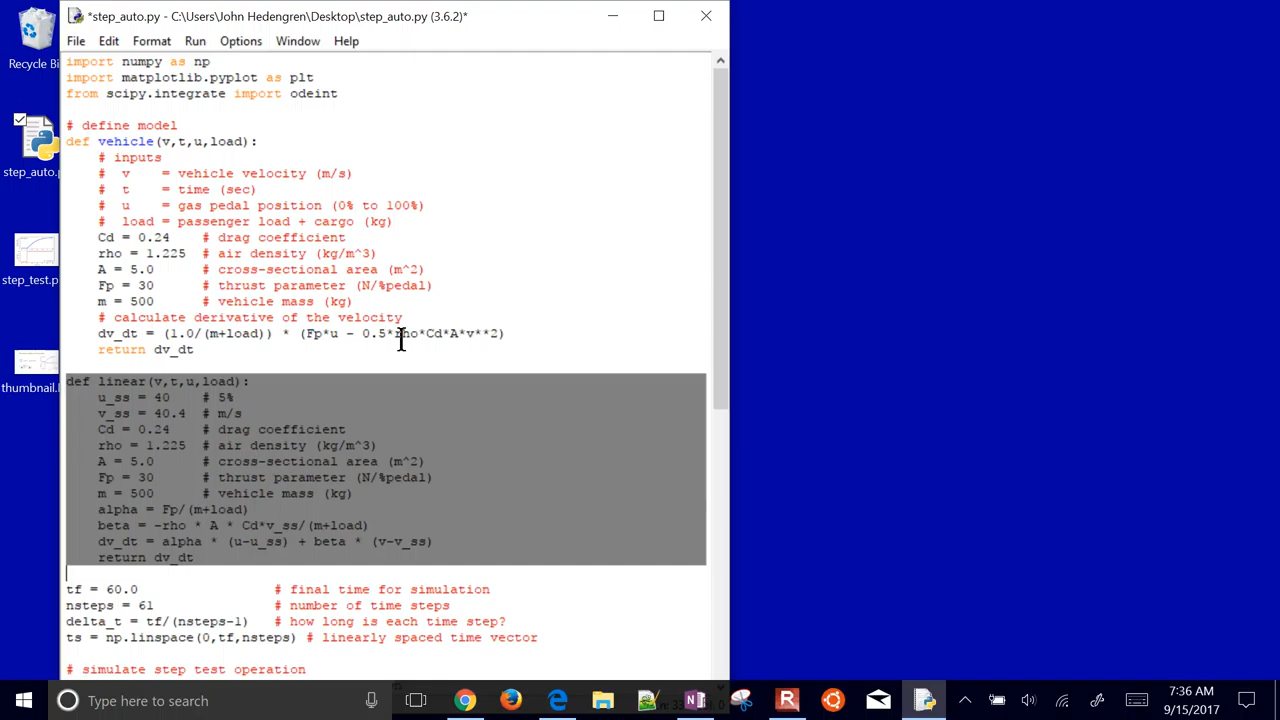 *step_auto.py - C:\Users\John Hedengren\Desktop\step_auto.py (3.6.2)*
File Edit Format Run Options Window Help
Recycle Bin
step_auto.p
step_test.p
thumbnail.
import numpy as np
import matplotlib.pyplot as plt
from scipy.integrate import odeint
# define model
def vehicle(v,t,u,load):
    # inputs
    #  v    = vehicle velocity (m/s)
    #  t    = time (sec)
    #  u    = gas pedal position (0% to 100%)
    #  load = passenger load + cargo (kg)
    Cd = 0.24    # drag coefficient
    rho = 1.225  # air density (kg/m^3)
    A = 5.0      # cross-sectional area (m^2)
    Fp = 30      # thrust parameter (N/%pedal)
    m = 500      # vehicle mass (kg)
    # calculate derivative of the velocity
    dv_dt = (1.0/(m+load)) * (Fp*u - 0.5*rho*Cd*A*v**2)
    return dv_dt
def linear(v,t,u,load):
    u_ss = 40    # 5%
    v_ss = 40.4  # m/s
    Cd = 0.24    # drag coefficient
    rho = 1.225  # air density (kg/m^3)
    A = 5.0      # cross-sectional area (m^2)
    Fp = 30      # thrust parameter (N/%pedal)
    m = 500      # vehicle mass (kg)
    alpha = Fp/(m+load)
    beta = -rho * A * Cd*v_ss/(m+load)
    dv_dt = alpha * (u-u_ss) + beta * (v-v_ss)
    return dv_dt
tf = 60.0                 # final time for simulation
nsteps = 61               # number of time steps
delta_t = tf/(nsteps-1)   # how long is each time step?
ts = np.linspace(0,tf,nsteps) # linearly spaced time vector
# simulate step test operation
Type here to search
7:36 AM
9/15/2017